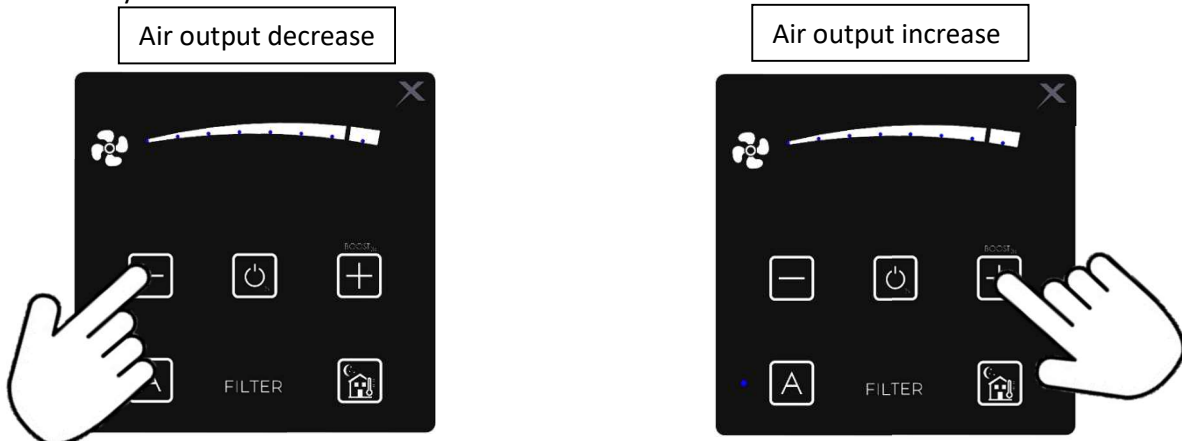 Air output decrease
Air output increase
BOOST
A
FILTER
BOOST
A
FILTER